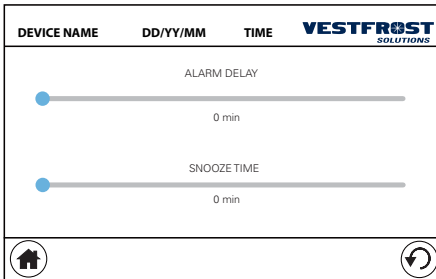 DEVICE NAME DD/YY/MM TIME VESTFROST
SOLUTIONS
ALARM DELAY
0 min
SNOOZE TIME
0 min